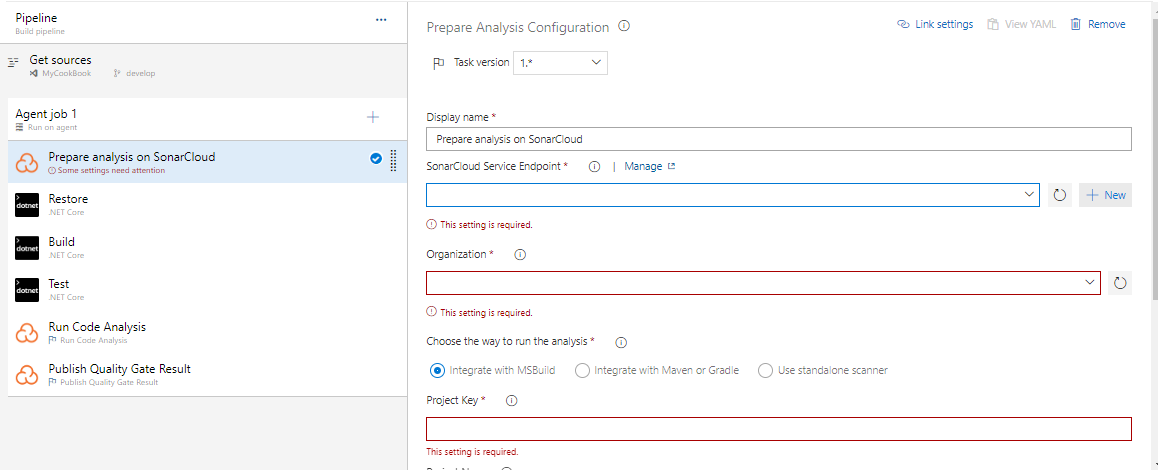 Pipeline
...
Build pipeline
Get sources
MyCookBook develop
Agent job 1
Run on agent
Prepare analysis on SonarCloud
Some settings need attention
dotnet
Restore
.NET Core
dotnet
Build
.NET Core
dotnet
Test
.NET Core
Run Code Analysis
Run Code Analysis
Publish Quality Gate Result
Publish Quality Gate Result
Prepare Analysis Configuration
Link settings View YAML Remove
Task version 1.*
Display name *
Prepare analysis on SonarCloud
SonarCloud Service Endpoint * | Manage
New
This setting is required.
Organization *
This setting is required.
Choose the way to run the analysis *
Integrate with MSBuild Integrate with Maven or Gradle Use standalone scanner
Project Key *
This setting is required.